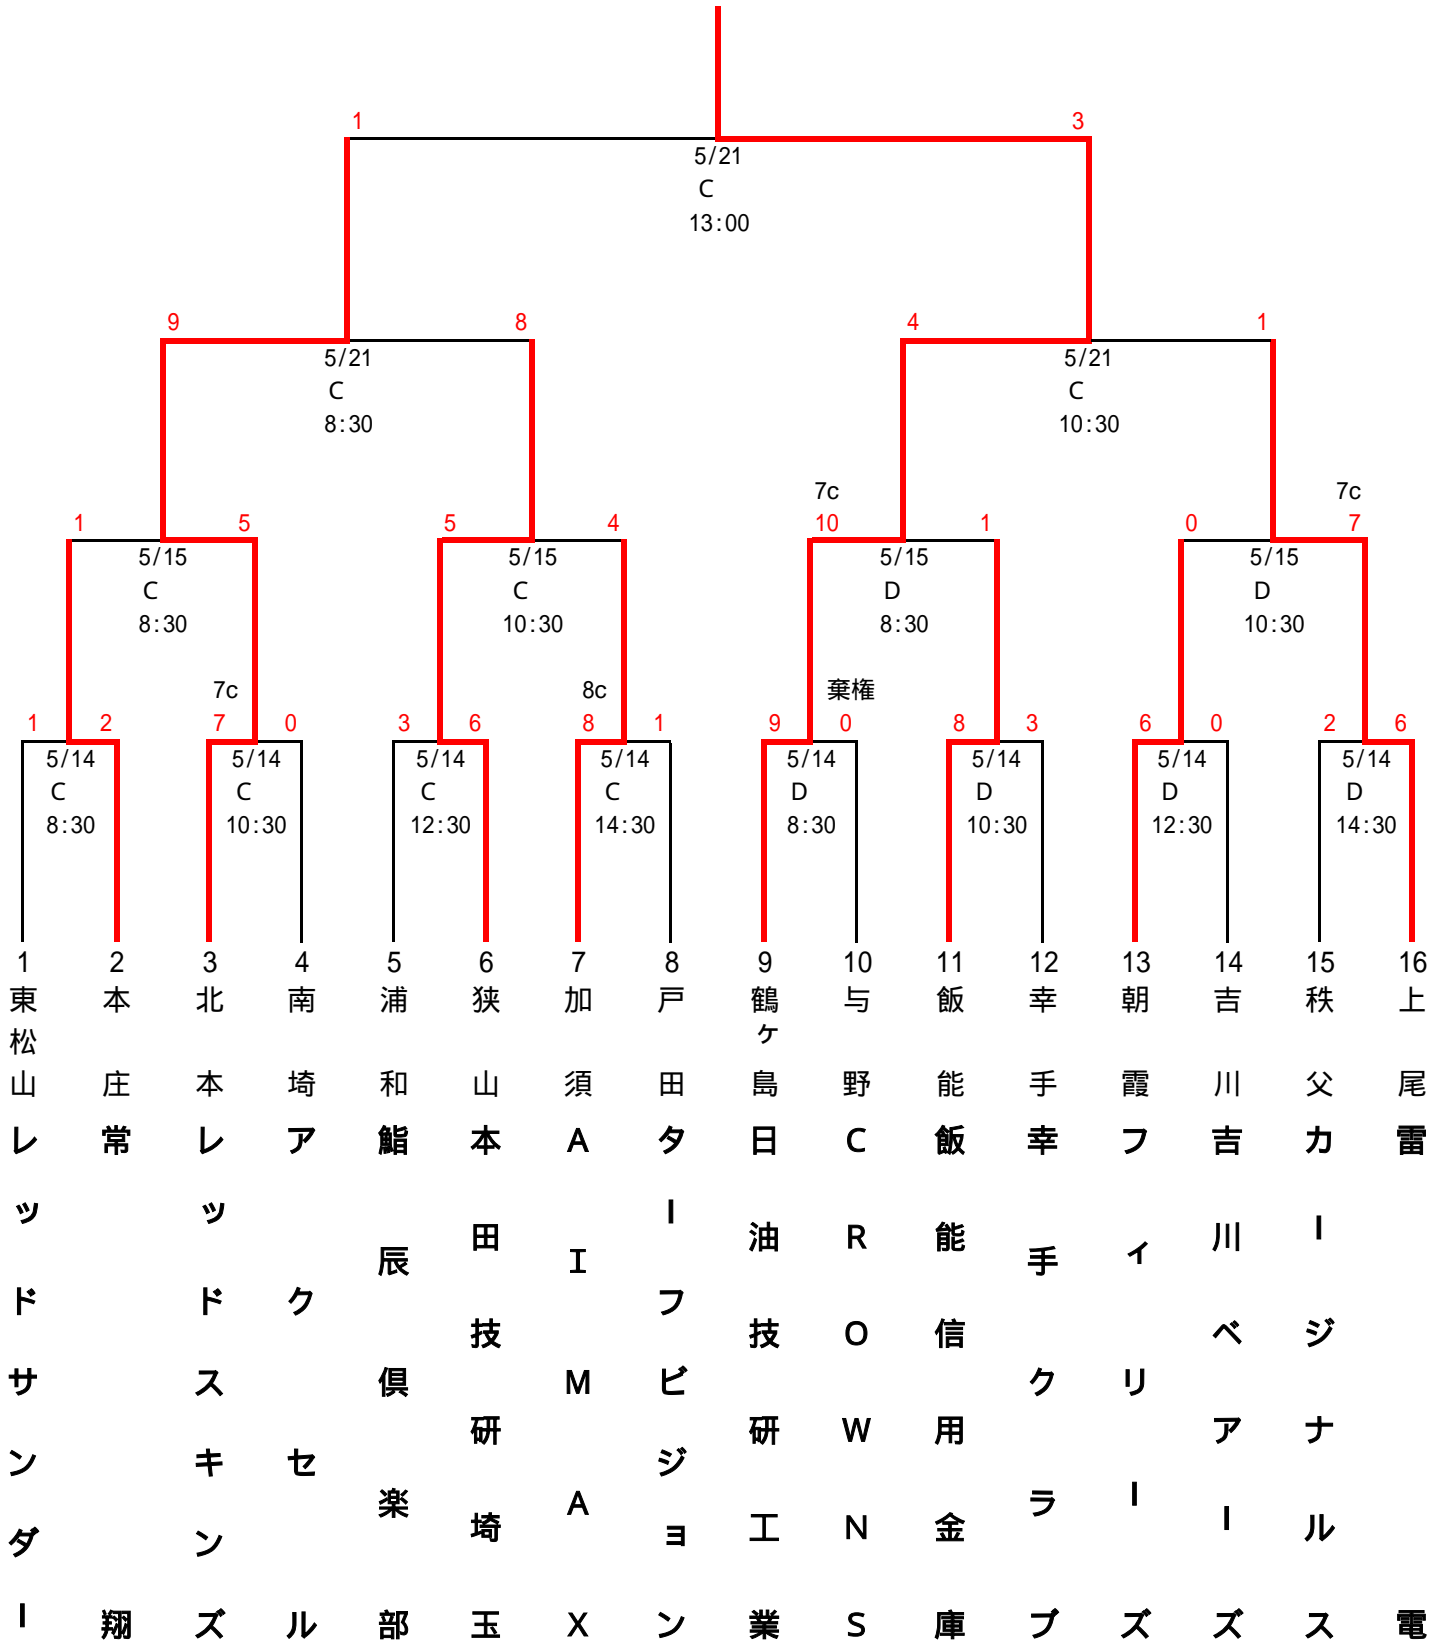 1 3
5/21
C
13:00
9 8 4 1
5/21 5/21
C C
8:30 10:30
7c 7c
1 5 5 4 10 1 0 7
5/15 5/15 5/15 5/15
C C D D
8:30 10:30 8:30 10:30
7c 8c 棄権
1 2 7 0 3 6 8 1 9 0 8 3 6 0 2 6
5/14 5/14 5/14 5/14 5/14 5/14 5/14 5/14
C C C C D D D D
8:30 10:30 12:30 14:30 8:30 10:30 12:30 14:30
1 2 3 4 5 6 7 8 9 10 11 12 13 14 15 16
東松山
レッドサンダー
本庄
常翔
北本
レッドスキンズ
南埼
アクセル
浦和
鮨辰倶楽部
狭山
本田技研埼玉
加須
AIMAX
戸田
ターフビジョン
鶴ヶ島
日油技研工業
与野
CROWNS
飯能
飯能信用金庫
幸手
幸手クラブ
朝霞
フィリーズ
吉川
吉川ベアーズ
秩父
カージナルス
上尾
雷電